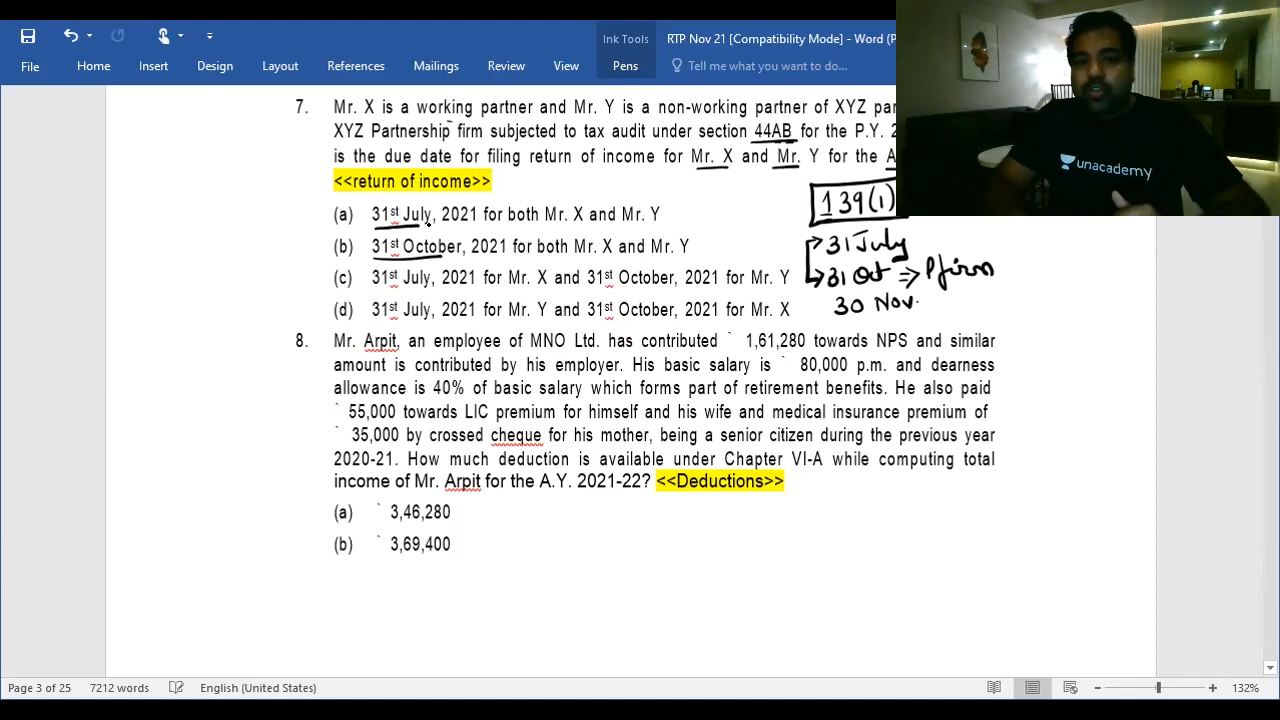 Ink Tools
RTP Nov 21 [Compatibility Mode] - Word (P
File Home Insert Design Layout References Mailings Review View Pens Tell me what you want to do...
7. Mr. X is a working partner and Mr. Y is a non-working partner of XYZ par
XYZ Partnership firm subjected to tax audit under section 44AB for the P.Y. 2
is the due date for filing return of income for Mr. X and Mr. Y for the A
<<return of income>>
(a) 31st July, 2021 for both Mr. X and Mr. Y
(b) 31st October, 2021 for both Mr. X and Mr. Y
(c) 31st July, 2021 for Mr. X and 31st October, 2021 for Mr. Y
(d) 31st July, 2021 for Mr. Y and 31st October, 2021 for Mr. X
139(1)
31 July
31 Oct ⇒ Pfirm
30 Nov.
8. Mr. Arpit, an employee of MNO Ltd. has contributed ` 1,61,280 towards NPS and similar
amount is contributed by his employer. His basic salary is ` 80,000 p.m. and dearness
allowance is 40% of basic salary which forms part of retirement benefits. He also paid
` 55,000 towards LIC premium for himself and his wife and medical insurance premium of
` 35,000 by crossed cheque for his mother, being a senior citizen during the previous year
2020-21. How much deduction is available under Chapter VI-A while computing total
income of Mr. Arpit for the A.Y. 2021-22? <<Deductions>>
(a) ` 3,46,280
(b) ` 3,69,400
unacademy
Page 3 of 25 7212 words English (United States) 132%